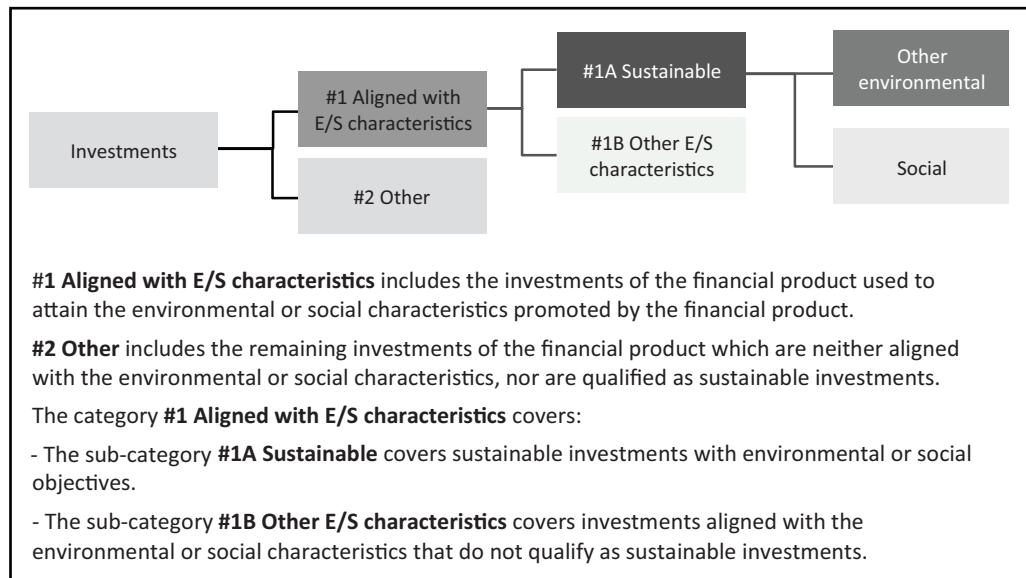 Investments
#1 Aligned with
E/S characteristics
#2 Other
#1A Sustainable
#1B Other E/S
characteristics
Other
environmental
Social
#1 Aligned with E/S characteristics includes the investments of the financial product used to
attain the environmental or social characteristics promoted by the financial product.
#2 Other includes the remaining investments of the financial product which are neither aligned
with the environmental or social characteristics, nor are qualified as sustainable investments.
The category #1 Aligned with E/S characteristics covers:
- The sub-category #1A Sustainable covers sustainable investments with environmental or social
objectives.
- The sub-category #1B Other E/S characteristics covers investments aligned with the
environmental or social characteristics that do not qualify as sustainable investments.